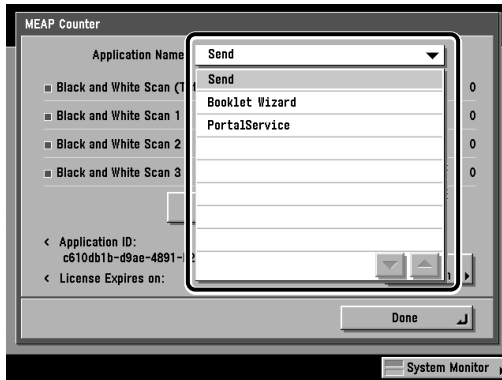 MEAP Counter
Application Name
Send
Send
Booklet Wizard
PortalService
Black and White Scan
0
Black and White Scan 1
0
Black and White Scan 2
0
Black and White Scan 3
0
< Application ID:
c610db1b-d9ae-4891-
< License Expires on:
Done
System Monitor